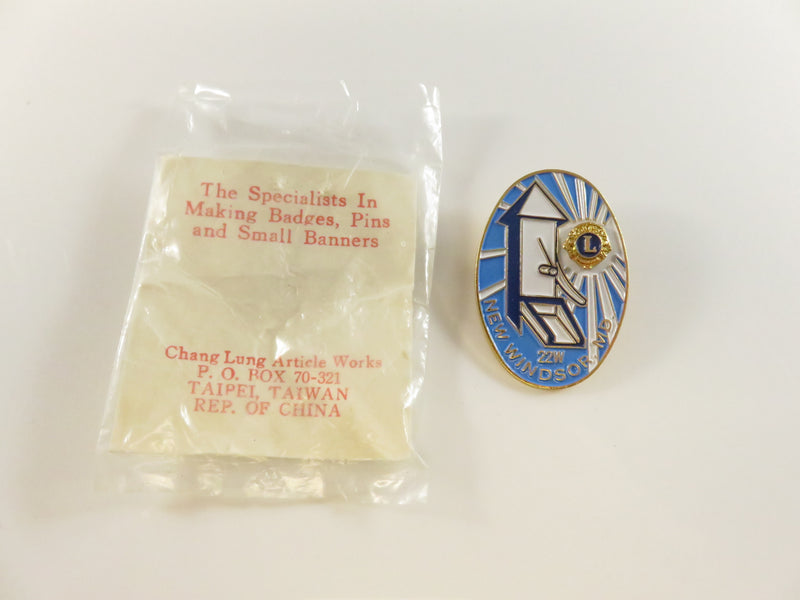 The Specialists In
Making Badges, Pins
and Small Banners
Chang Lung Article Works
P. O. BOX 70-321
TAIPEI, TAIWAN
REP. OF CHINA
L
22W
NEW WINDSOR, MD.